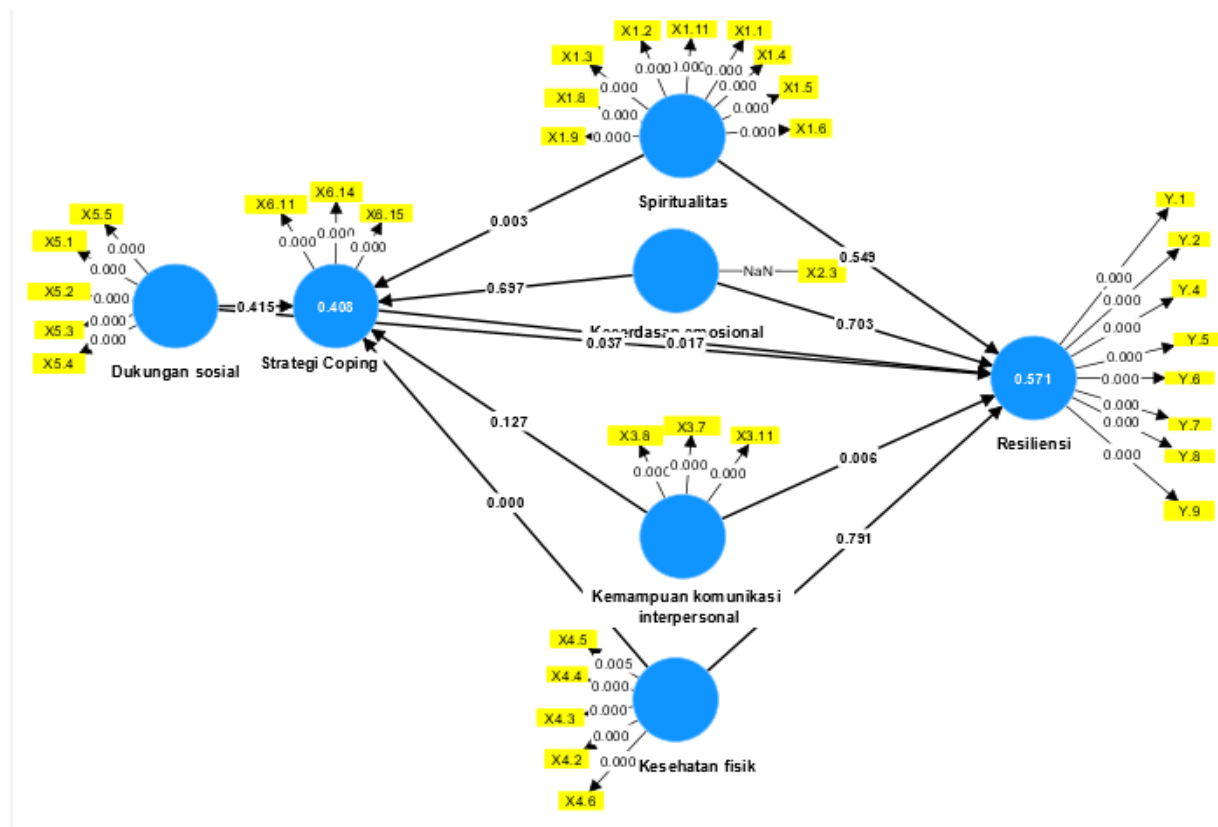 X1.2
X1.11
X1.1
X1.3
X1.4
X1.8
X1.5
X1.9
X1.6
0.000
0.000
0.000
0.000
0.000
0.000
0.000
0.000
0.000
Spiritualitas
X5.5
X5.1
X5.2
X5.3
X5.4
0.000
0.000
0.000
0.000
0.000
Dukungan sosial
X6.11
X6.14
X6.15
0.000
0.000
0.000
0.408
Strategi Coping
0.415
0.003
0.549
NaN
X2.3
0.697
0.703
Kecerdasan emosional
0.037
0.017
0.127
0.006
0.000
0.791
X3.8
X3.7
X3.11
0.000
0.000
0.000
Kemampuan komunikasi
interpersonal
X4.5
X4.4
X4.3
X4.2
X4.6
0.005
0.000
0.000
0.000
0.000
Kesehatan fisik
0.571
Resiliensi
0.000
0.000
0.000
0.000
0.000
0.000
0.000
0.000
Y.1
Y.2
Y.4
Y.5
Y.6
Y.7
Y.8
Y.9